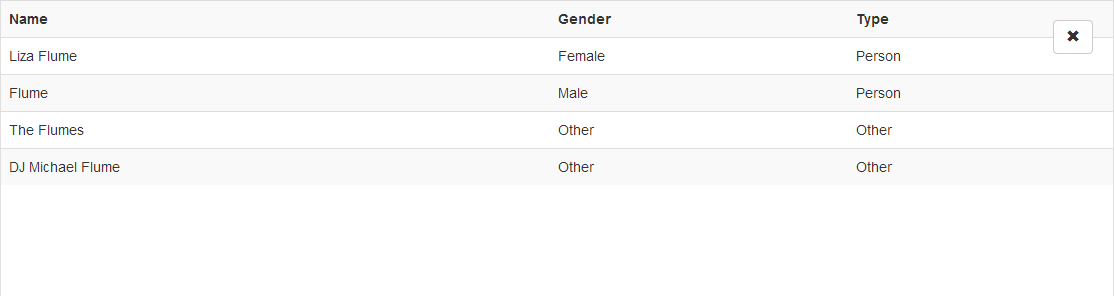 Name Gender Type
Liza Flume Female Person
Flume Male Person
The Flumes Other Other
DJ Michael Flume Other Other